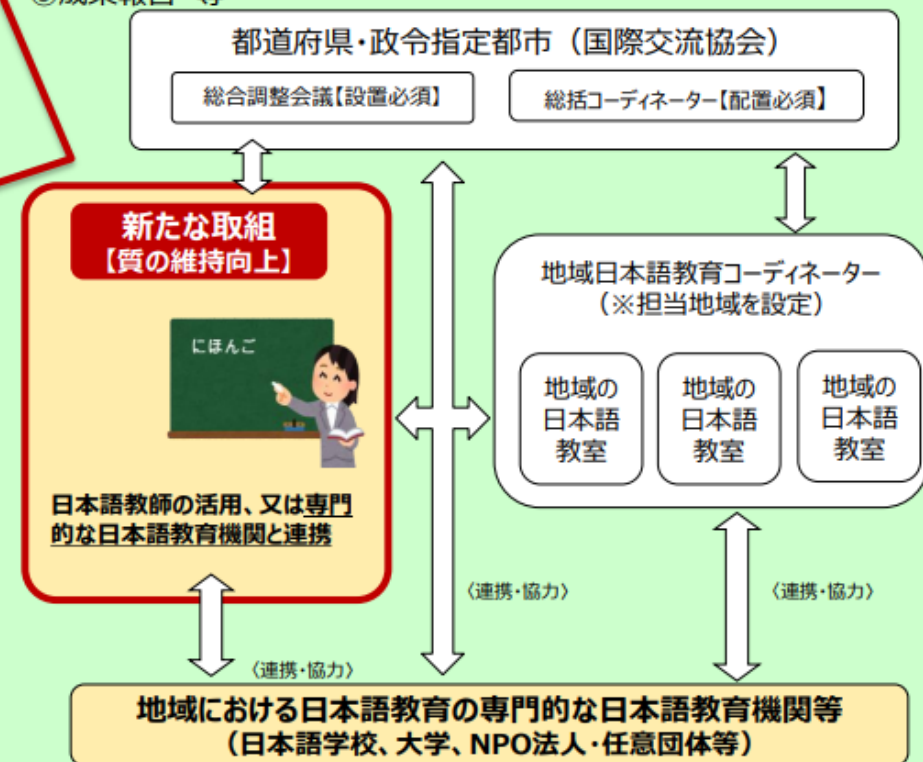 成果報告 等
都道府県・政令指定都市（国際交流協会）
総合調整会議【設置必須】
総括コーディネーター【配置必須】
新たな取組
【質の維持向上】
にほんご
日本語教師の活用、又は専門
的な日本語教育機関と連携
地域日本語教育コーディネーター
（※担当地域を設定）
地域の
日本語
教室
地域の
日本語
教室
地域の
日本語
教室
〈連携・協力〉
〈連携・協力〉
〈連携・協力〉
地域における日本語教育の専門的な日本語教育機関等
（日本語学校、大学、NPO法人・任意団体等）